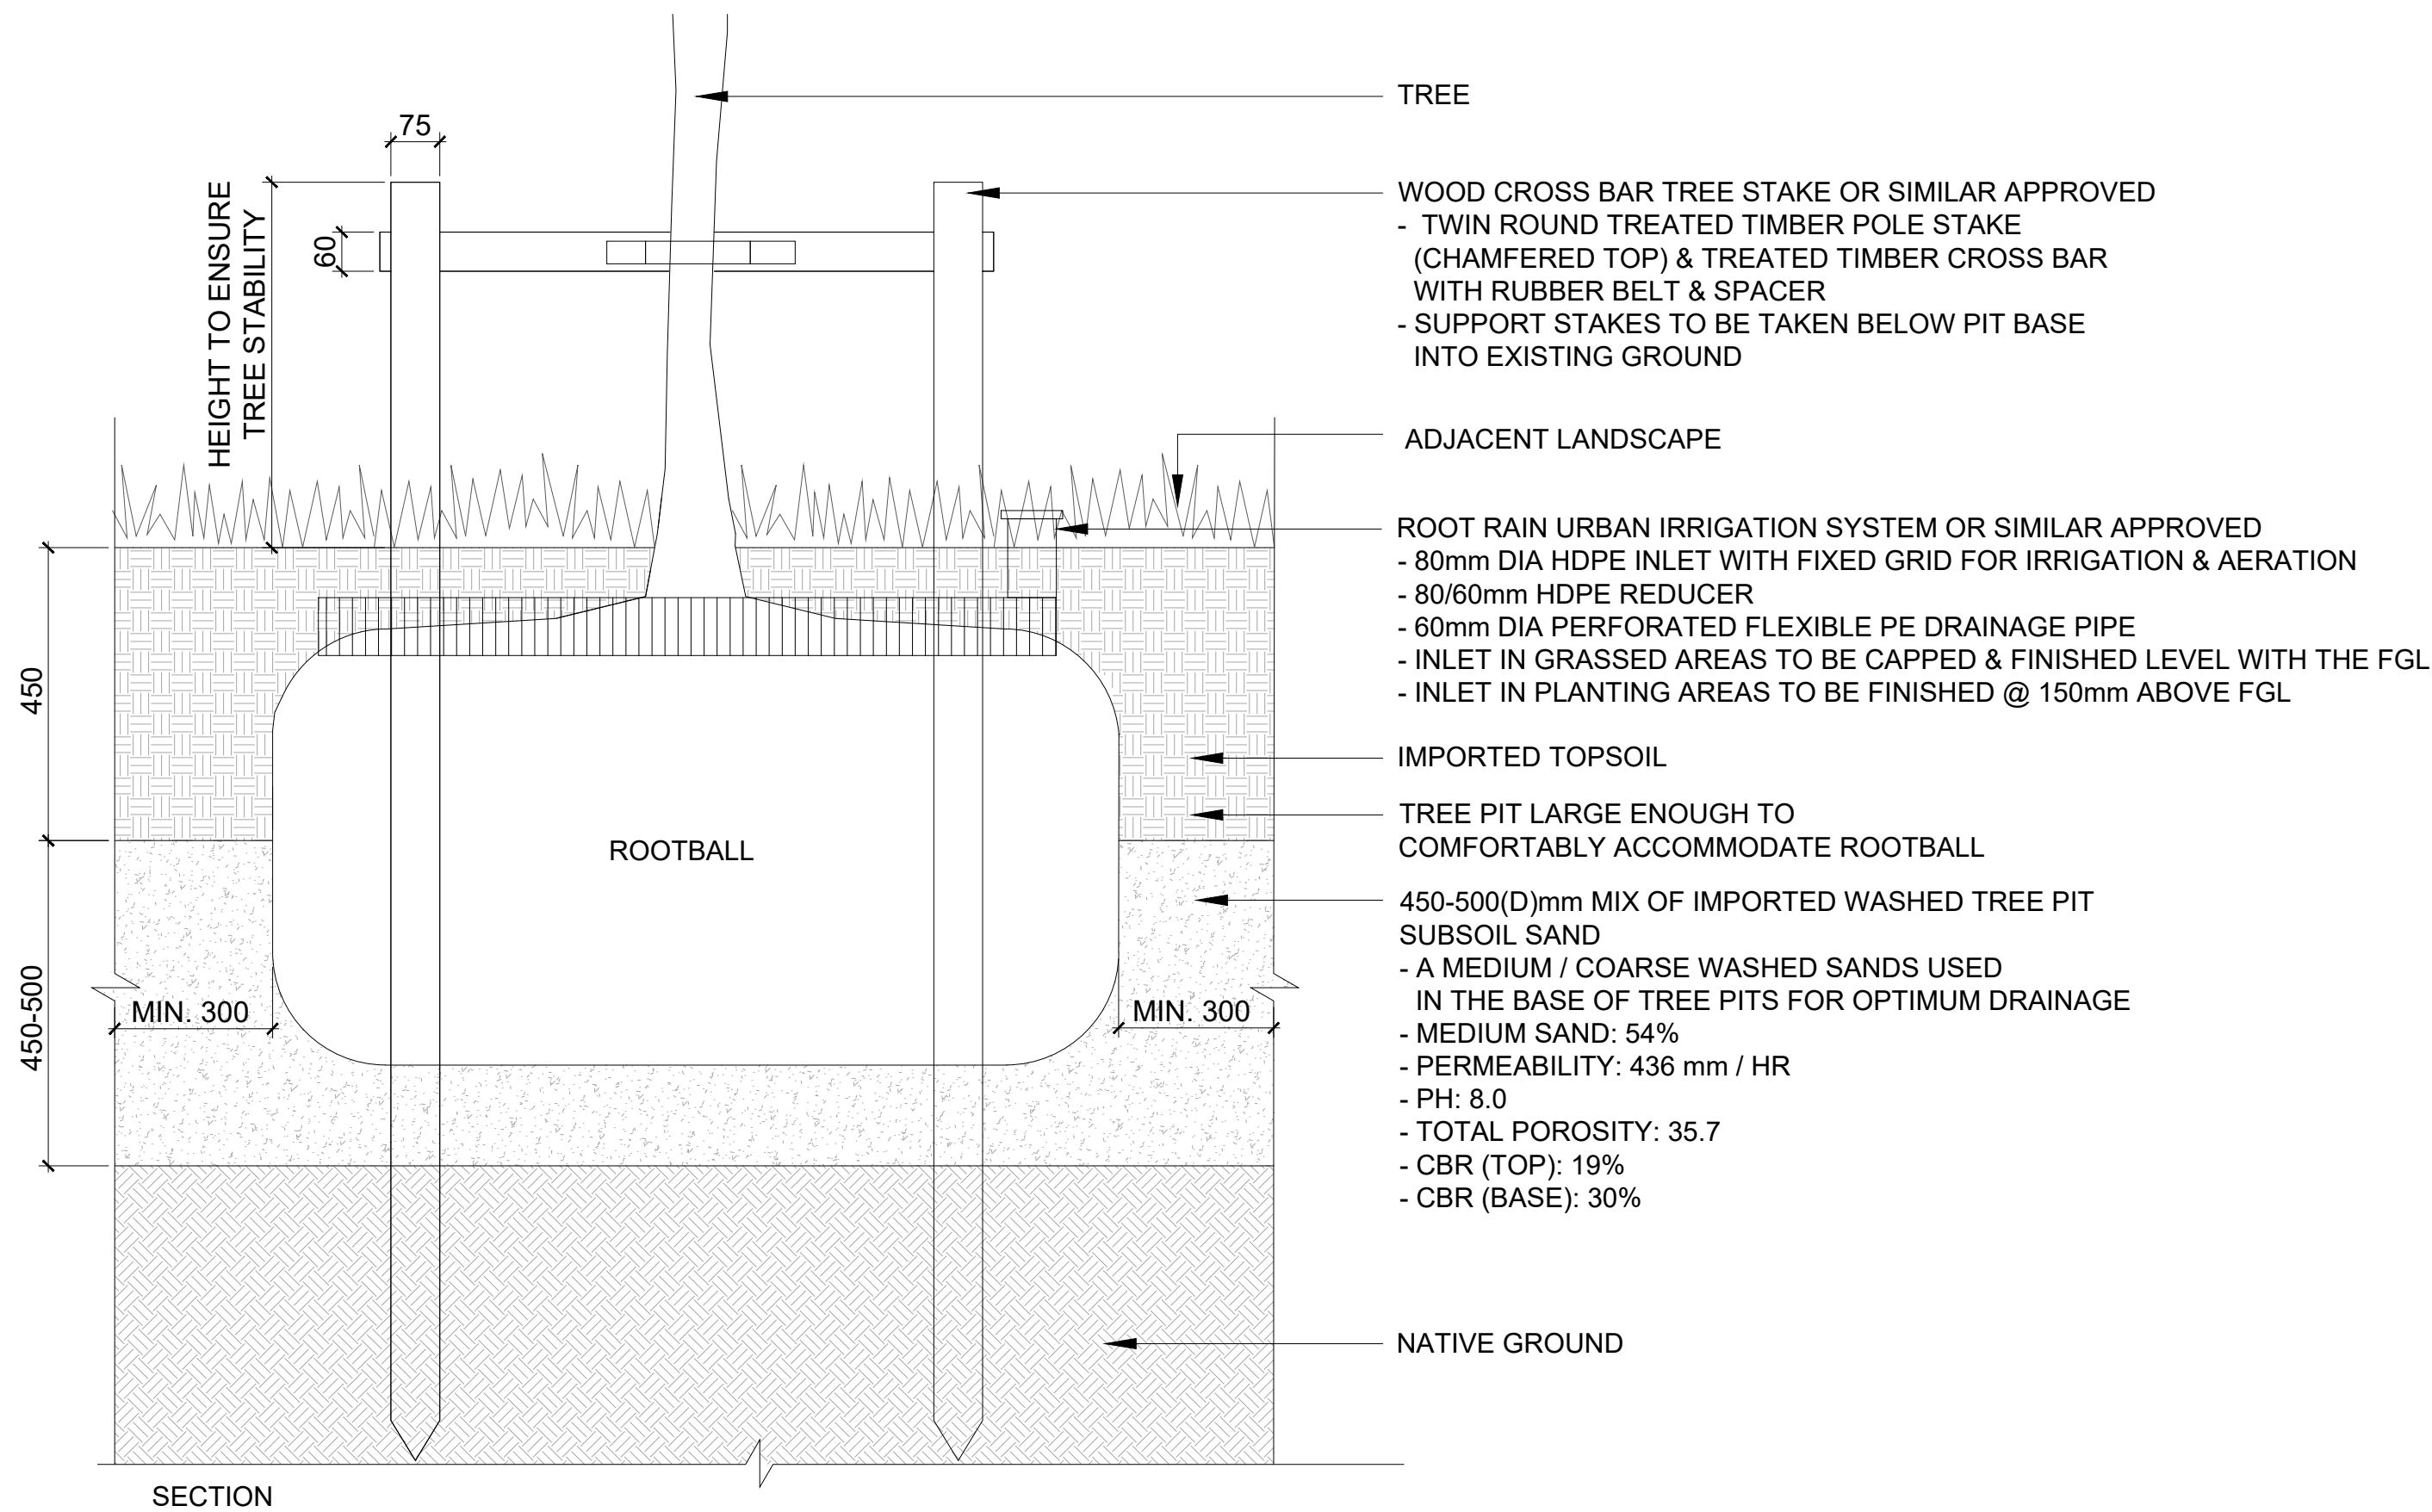 TREE
75
WOOD CROSS BAR TREE STAKE OR SIMILAR APPROVED
- TWIN ROUND TREATED TIMBER POLE STAKE
(CHAMFERED TOP) & TREATED TIMBER CROSS BAR
WITH RUBBER BELT & SPACER
- SUPPORT STAKES TO BE TAKEN BELOW PIT BASE
INTO EXISTING GROUND
HEIGHT TO ENSURE
TREE STABILITY
60
ADJACENT LANDSCAPE
ROOT RAIN URBAN IRRIGATION SYSTEM OR SIMILAR APPROVED
- 80mm DIA HDPE INLET WITH FIXED GRID FOR IRRIGATION & AERATION
- 80/60mm HDPE REDUCER
- 60mm DIA PERFORATED FLEXIBLE PE DRAINAGE PIPE
- INLET IN GRASSED AREAS TO BE CAPPED & FINISHED LEVEL WITH THE FGL
- INLET IN PLANTING AREAS TO BE FINISHED @ 150mm ABOVE FGL
450
IMPORTED TOPSOIL
TREE PIT LARGE ENOUGH TO
COMFORTABLY ACCOMMODATE ROOTBALL
ROOTBALL
450-500(D)mm MIX OF IMPORTED WASHED TREE PIT
SUBSOIL SAND
- A MEDIUM / COARSE WASHED SANDS USED
IN THE BASE OF TREE PITS FOR OPTIMUM DRAINAGE
- MEDIUM SAND: 54%
- PERMEABILITY: 436 mm / HR
- PH: 8.0
- TOTAL POROSITY: 35.7
- CBR (TOP): 19%
- CBR (BASE): 30%
450-500
MIN. 300
MIN. 300
NATIVE GROUND
SECTION